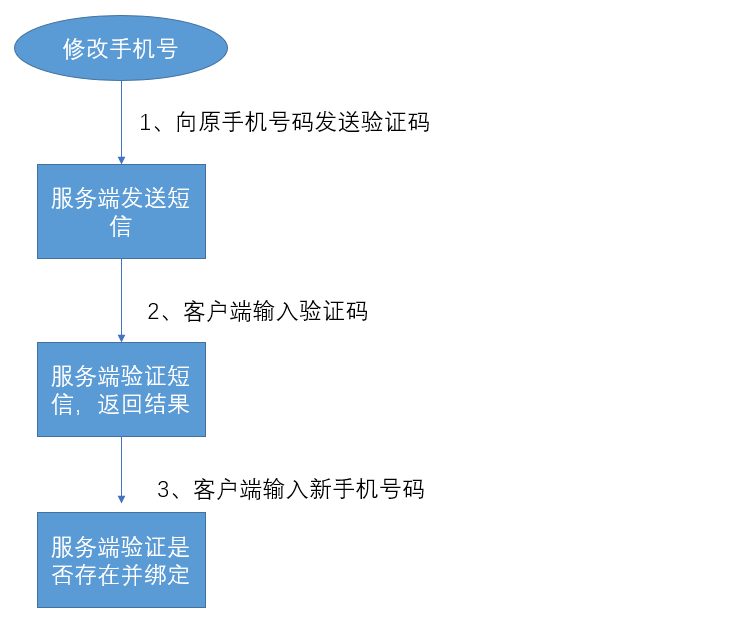 修改手机号
1、向原手机号码发送验证码
服务端发送短
信
2、客户端输入验证码
服务端验证短
信，返回结果
3、客户端输入新手机号码
服务端验证是
否存在并绑定